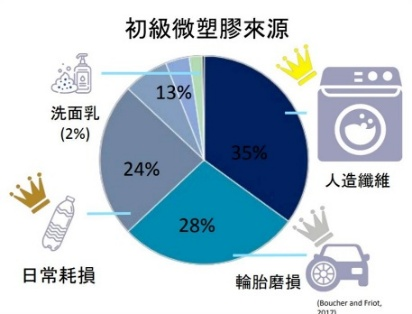 初級微塑膠來源
洗面乳
(2%)
13%
35%
24%
28%
人造纖維
日常耗損
輪胎磨損
(Boucher and Friot,
2017)